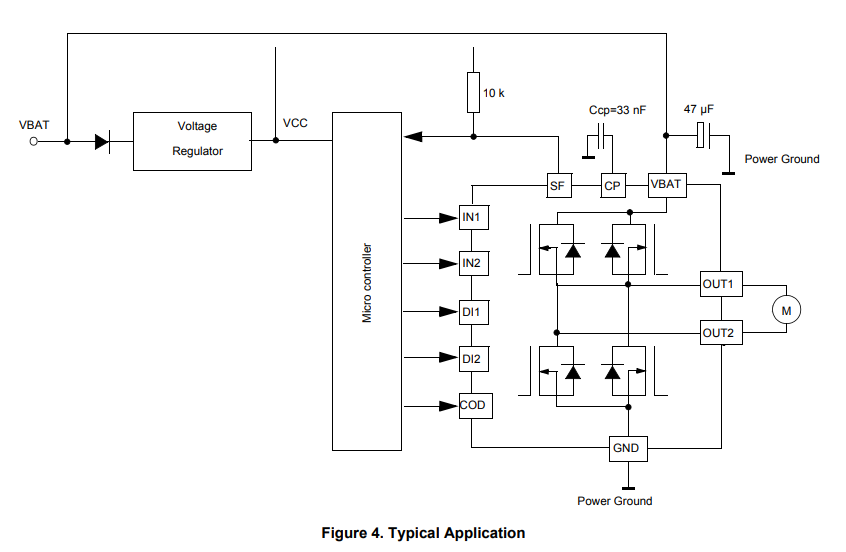 10 k
Ccp=33 nF
47 µF
VBAT
Voltage
Regulator
VCC
Power Ground
SF
CP
VBAT
IN1
IN2
Micro controller
DI1
DI2
COD
OUT1
M
OUT2
GND
Power Ground
Figure 4. Typical Application